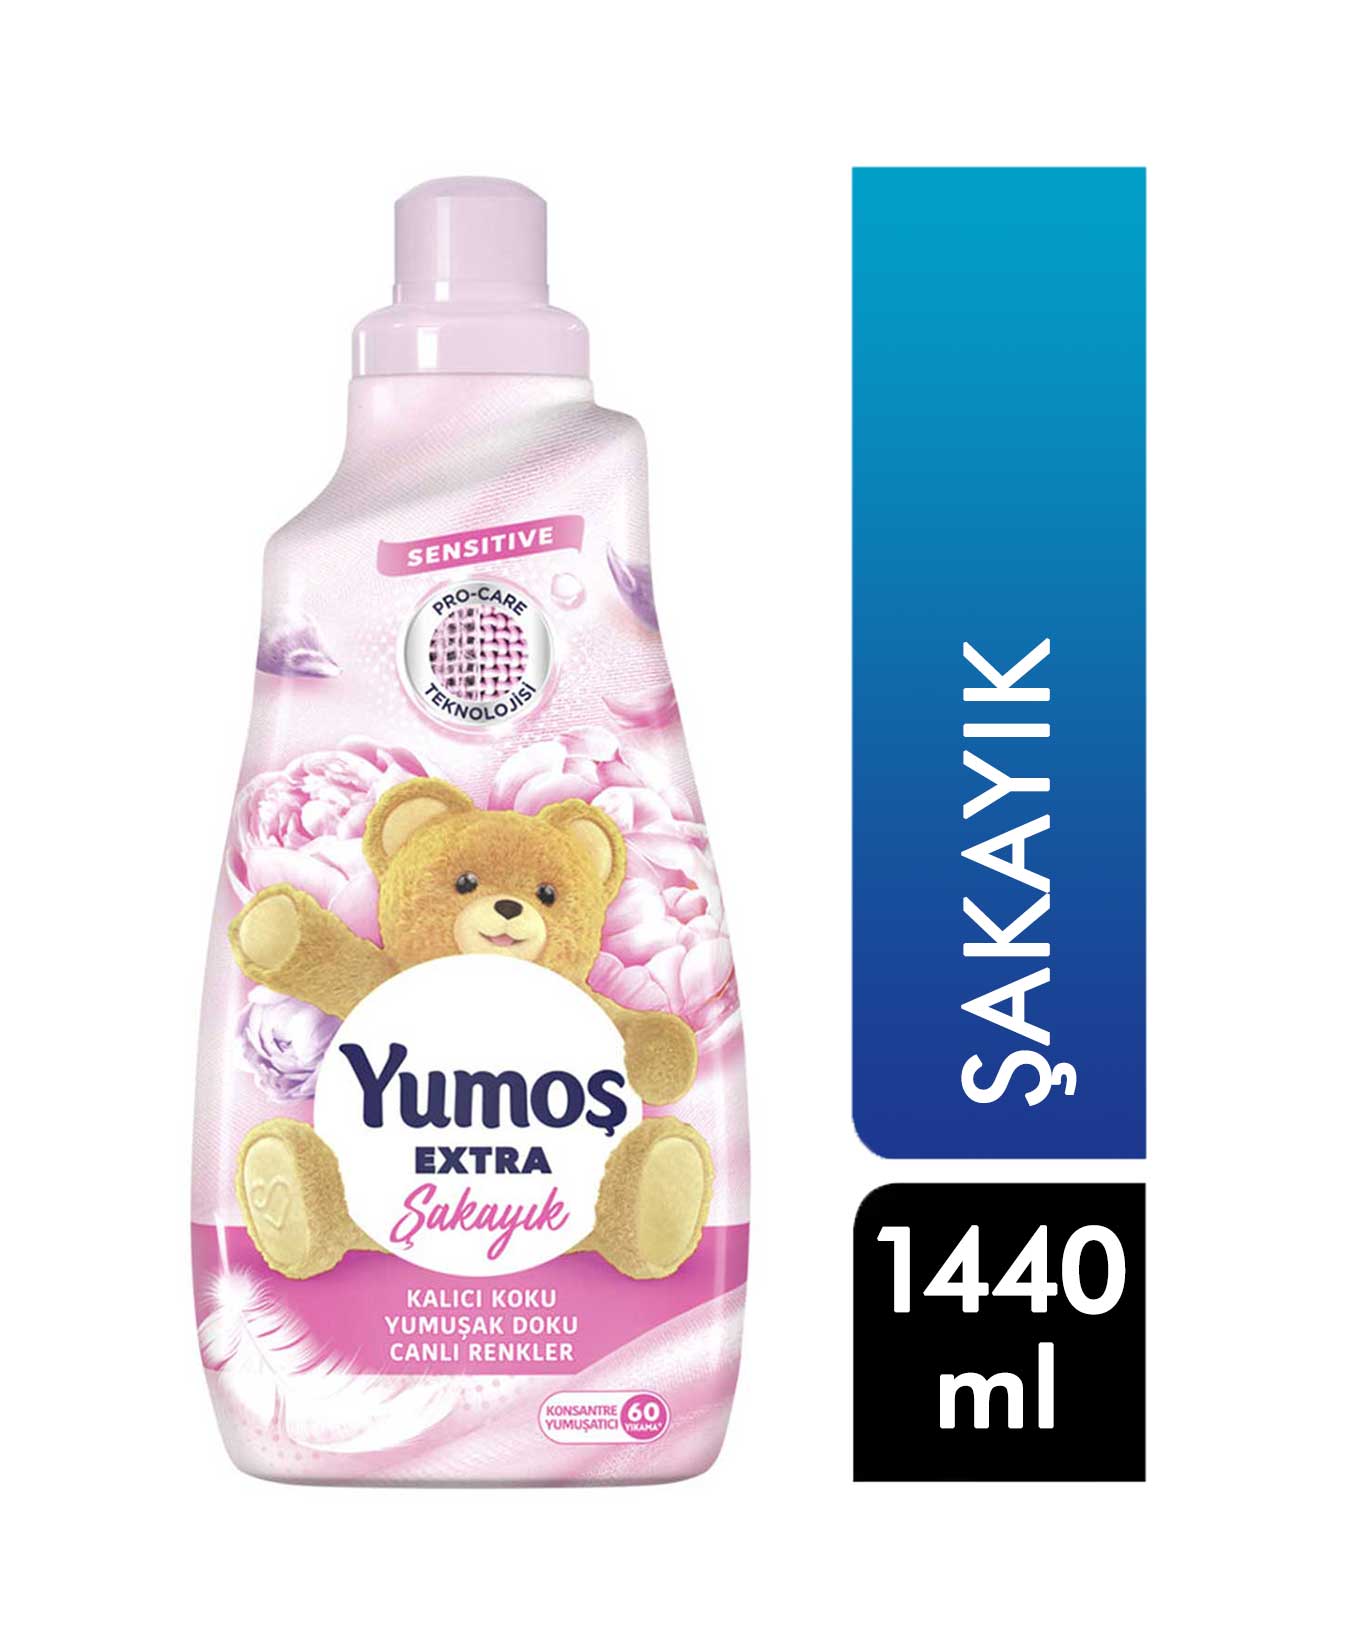 SENSITIVE
PRO-CARE
TEKNOLOJİSİ
Yumoş
EXTRA
Şakayık
KALICI KOKU
YUMUŞAK DOKU
CANLI RENKLER
KONSANTRE
YUMUŞATICI
60
YIKAMA*
ŞAKAYIK
1440
ml